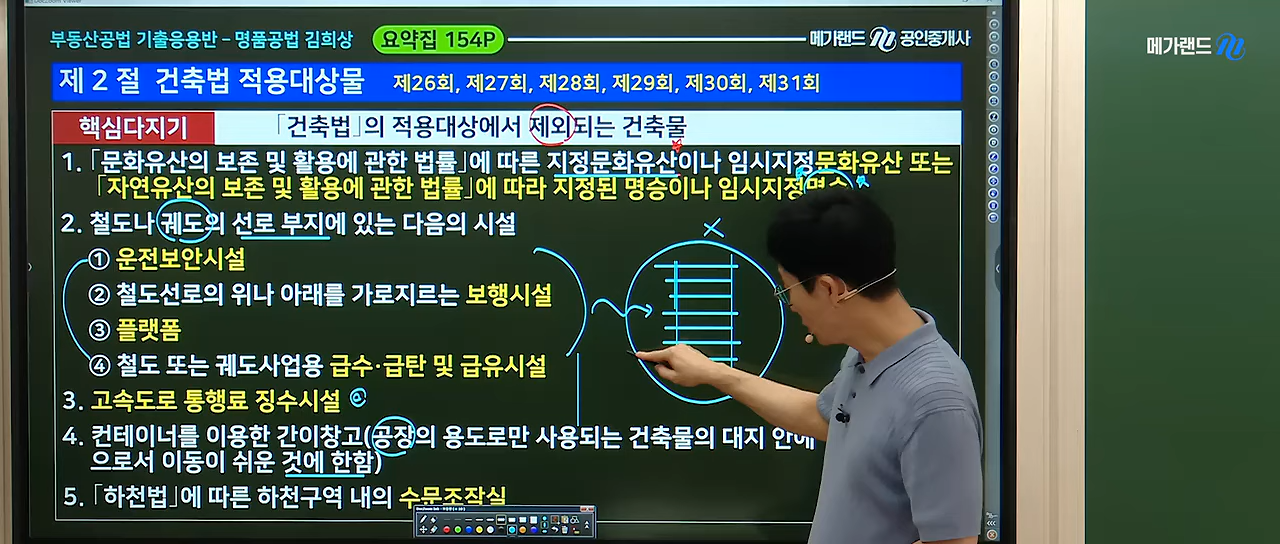 부동산공법 기출응용반 – 명품공법 김희상 요약집 154P 메가랜드 공인중개사
메가랜드
제 2 절 건축법 적용대상물 제26회, 제27회, 제28회, 제29회, 제30회, 제31회
핵심다지기 「건축법」의 적용대상에서 제외되는 건축물
1. 「문화유산의 보존 및 활용에 관한 법률」에 따른 지정문화유산이나 임시지정문화유산 또는
「자연유산의 보존 및 활용에 관한 법률」에 따라 지정된 명승이나 임시지정명승
2. 철도나 궤도의 선로 부지에 있는 다음의 시설
① 운전보안시설
② 철도선로의 위나 아래를 가로지르는 보행시설
③ 플랫폼
④ 철도 또는 궤도사업용 급수·급탄 및 급유시설
3. 고속도로 통행료 징수시설
4. 컨테이너를 이용한 간이창고(공장의 용도로만 사용되는 건축물의 대지 안에
으로서 이동이 쉬운 것에 한함)
5. 「하천법」에 따른 하천구역 내의 수문조작실